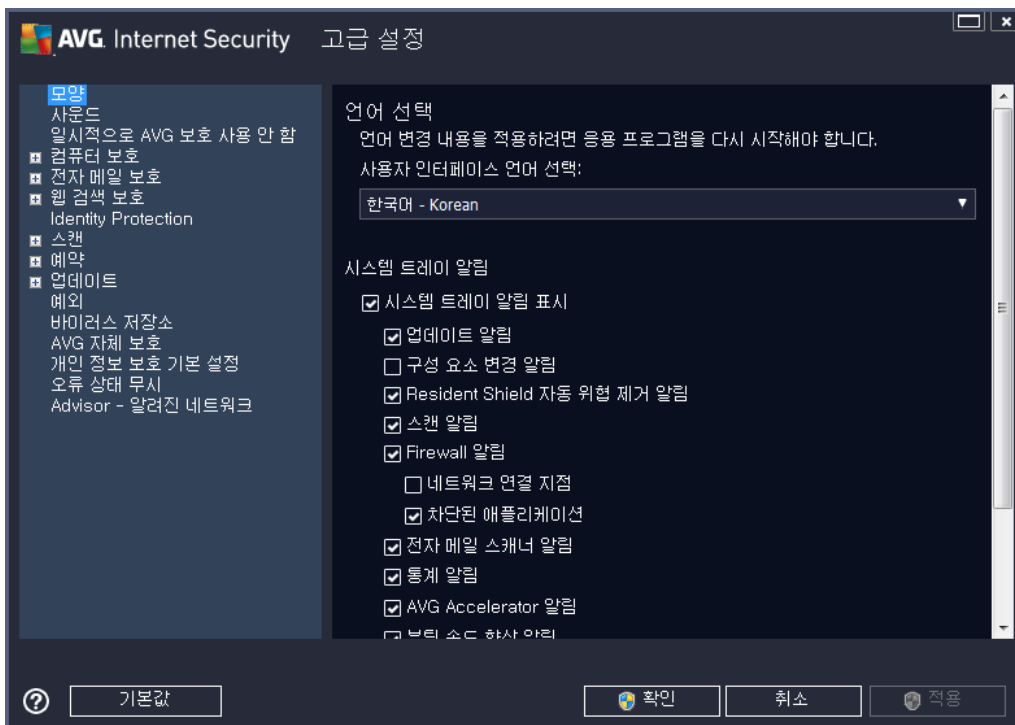 AVG. Internet Security 고급 설정
모양
사운드
일시적으로 AVG 보호 사용 안 함
컴퓨터 보호
전자 메일 보호
웹 검색 보호
Identity Protection
스캔
예약
업데이트
예외
바이러스 저장소
AVG 자체 보호
개인 정보 보호 기본 설정
오류 상태 무시
Advisor - 알려진 네트워크
언어 선택
언어 변경 내용을 적용하려면 응용 프로그램을 다시 시작해야 합니다.
사용자 인터페이스 언어 선택:
한국어 - Korean
시스템 트레이 알림
시스템 트레이 알림 표시
업데이트 알림
구성 요소 변경 알림
Resident Shield 자동 위협 제거 알림
스캔 알림
Firewall 알림
네트워크 연결 지점
차단된 애플리케이션
전자 메일 스캐너 알림
통계 알림
AVG Accelerator 알림
부팅 속도 향상 알림
기본값
확인
취소
적용